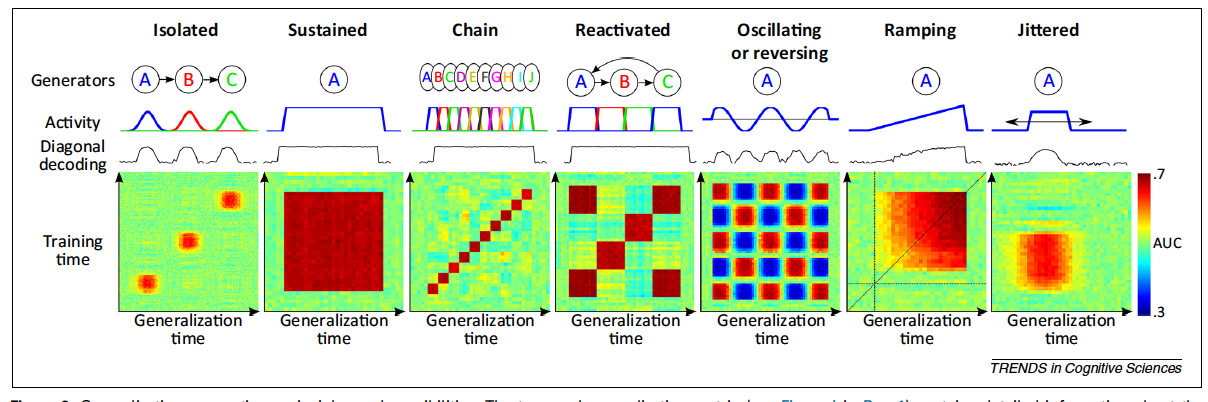 Isolated
Sustained
Chain
Reactivated
Oscillating
or reversing
Ramping
Jittered
Generators
A B C
A
A B C D E F G H I J
A B C
A
A
A
Activity
Diagonal
decoding
Training
time
.7
AUC
.3
Generalization
time
Generalization
time
Generalization
time
Generalization
time
Generalization
time
Generalization
time
Generalization
time
TRENDS in Cognitive Sciences